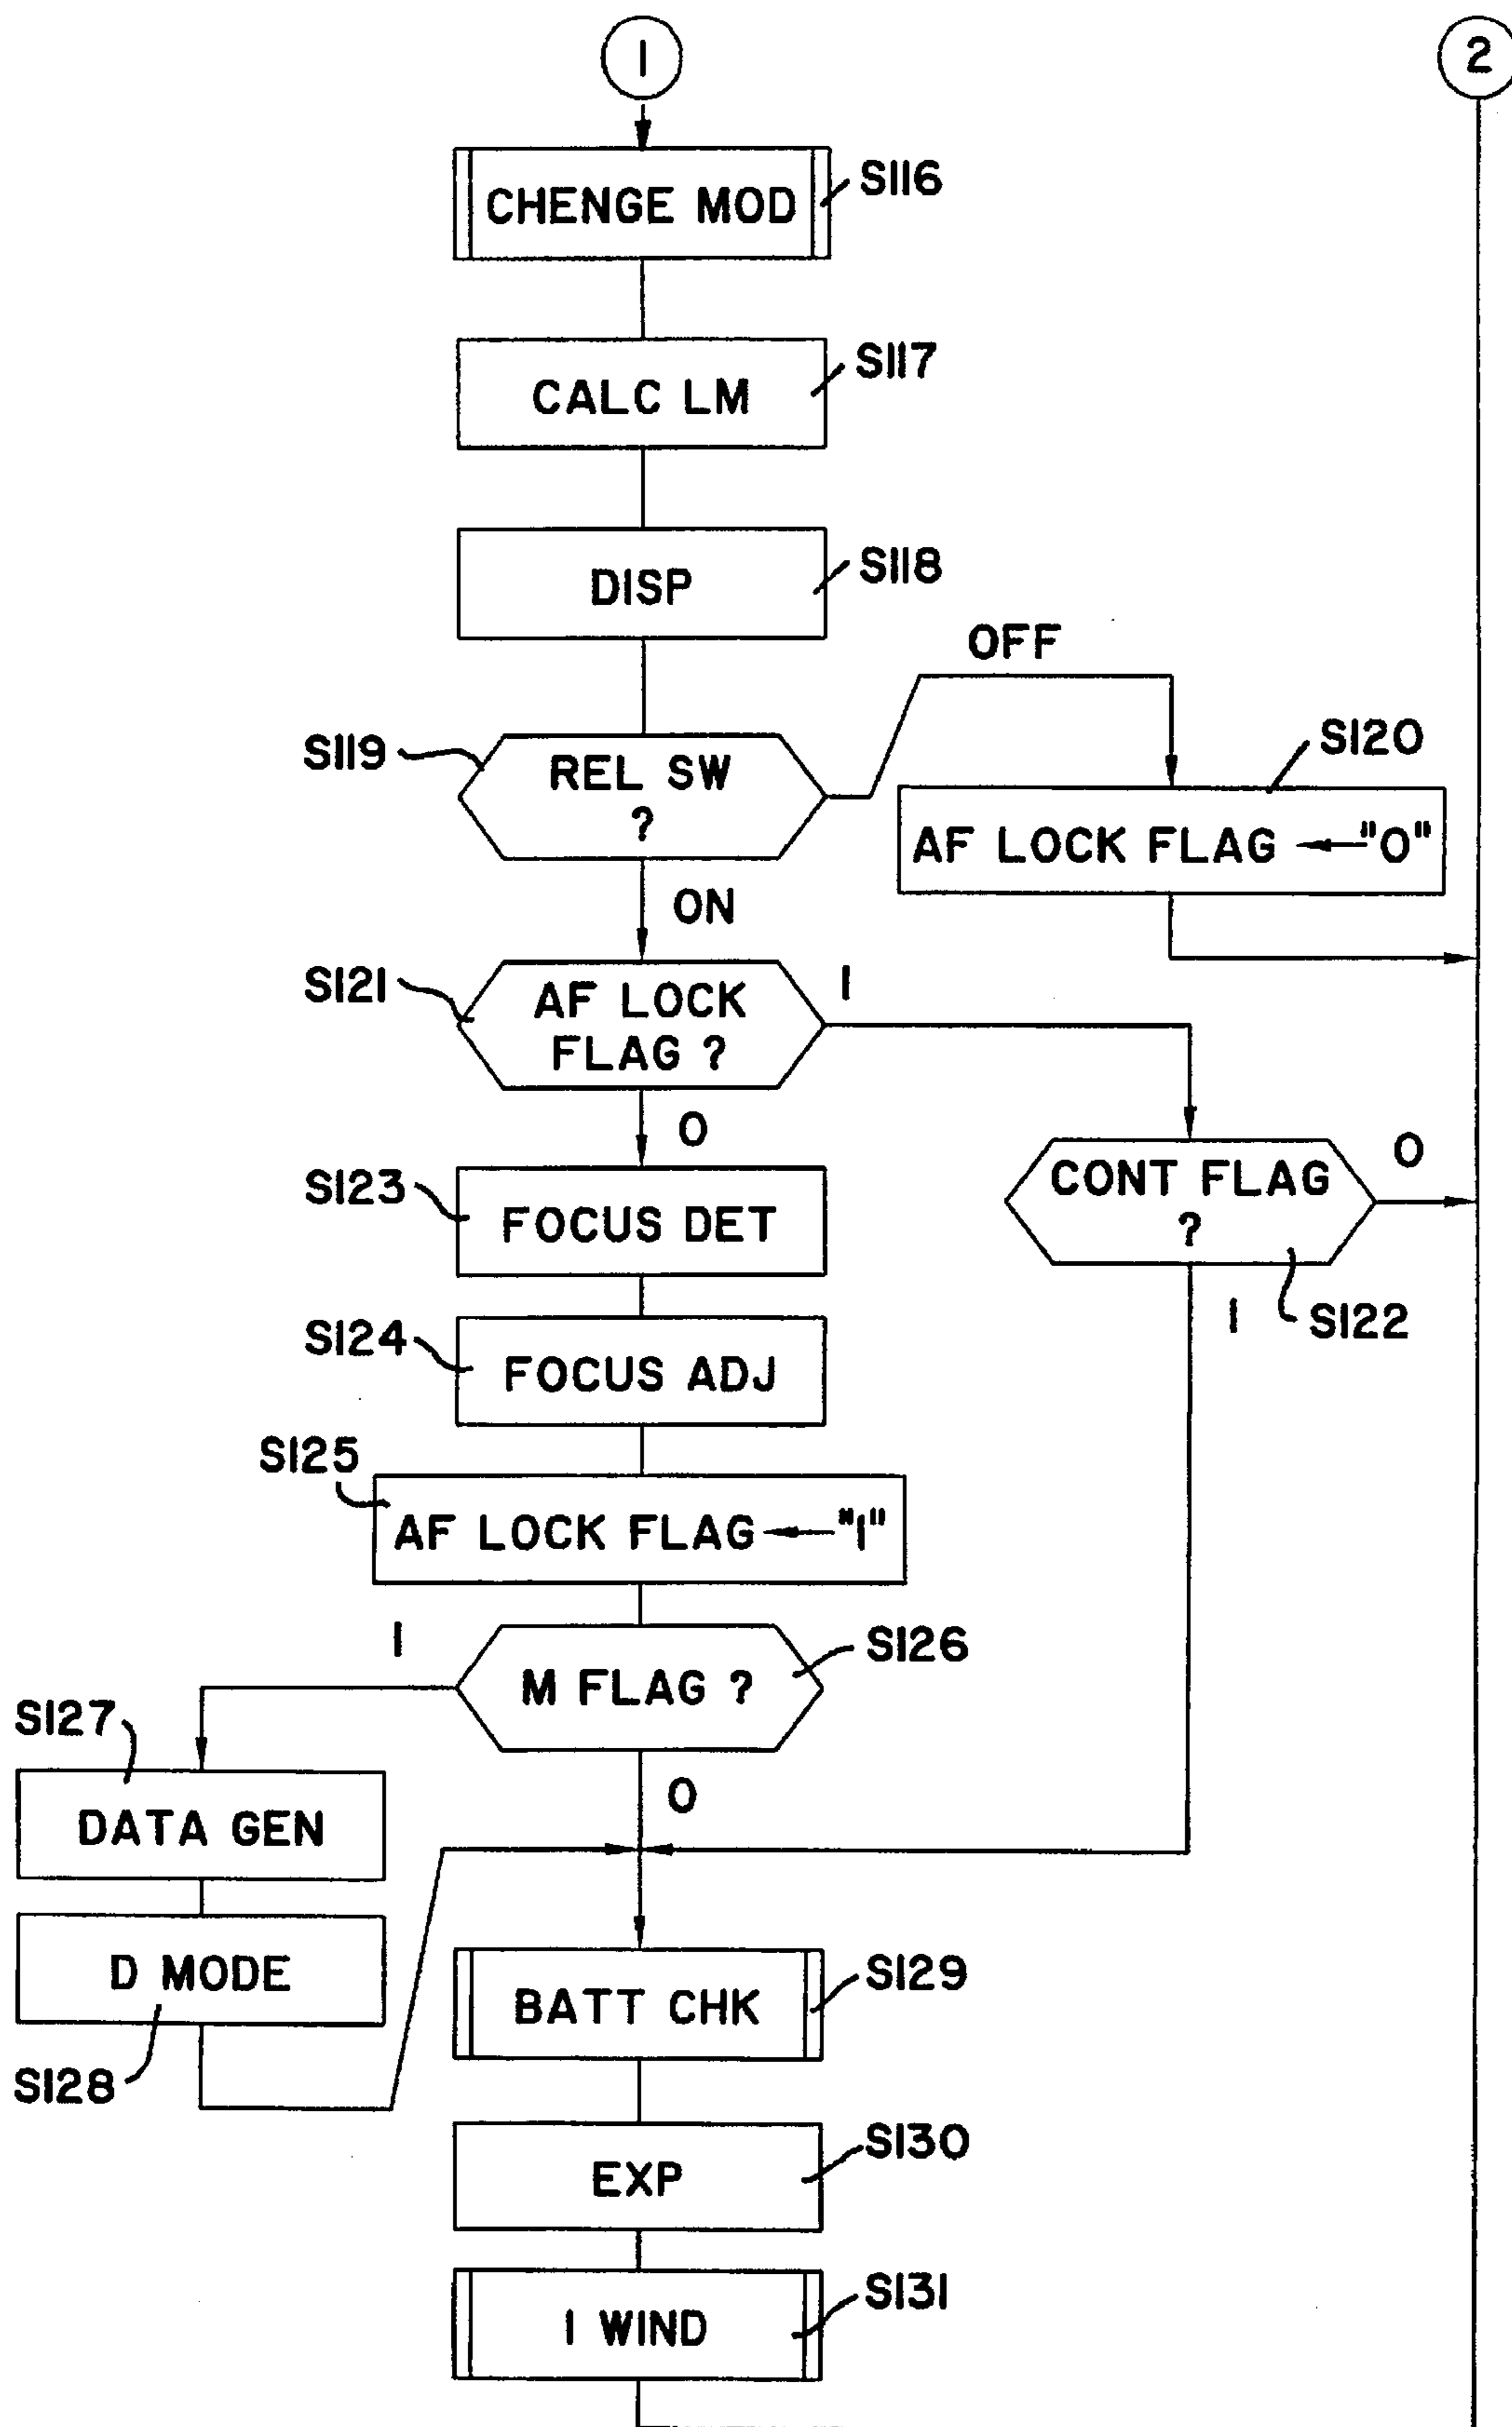 1
2
CHENGE MOD
S116
CALC LM
S117
DISP
S118
OFF
S119
REL SW
?
S120
AF LOCK FLAG ←"0"
ON
S121
AF LOCK
FLAG ?
1
0
S123
FOCUS DET
CONT FLAG
?
0
1
S122
S124
FOCUS ADJ
S125
AF LOCK FLAG ←"1"
1
M FLAG ?
S126
S127
0
DATA GEN
D MODE
S128
BATT CHK
S129
EXP
S130
1 WIND
S131